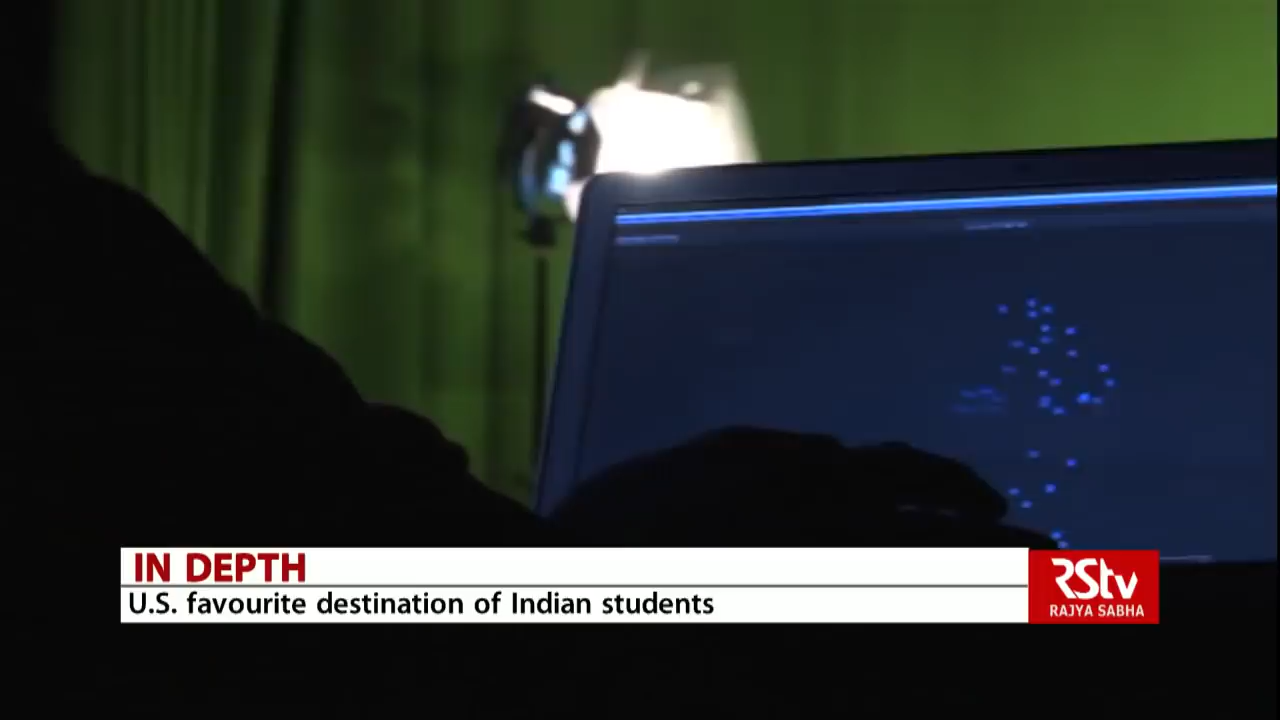 IN DEPTH
U.S. favourite destination of Indian students
RStv
RAJYA SABHA